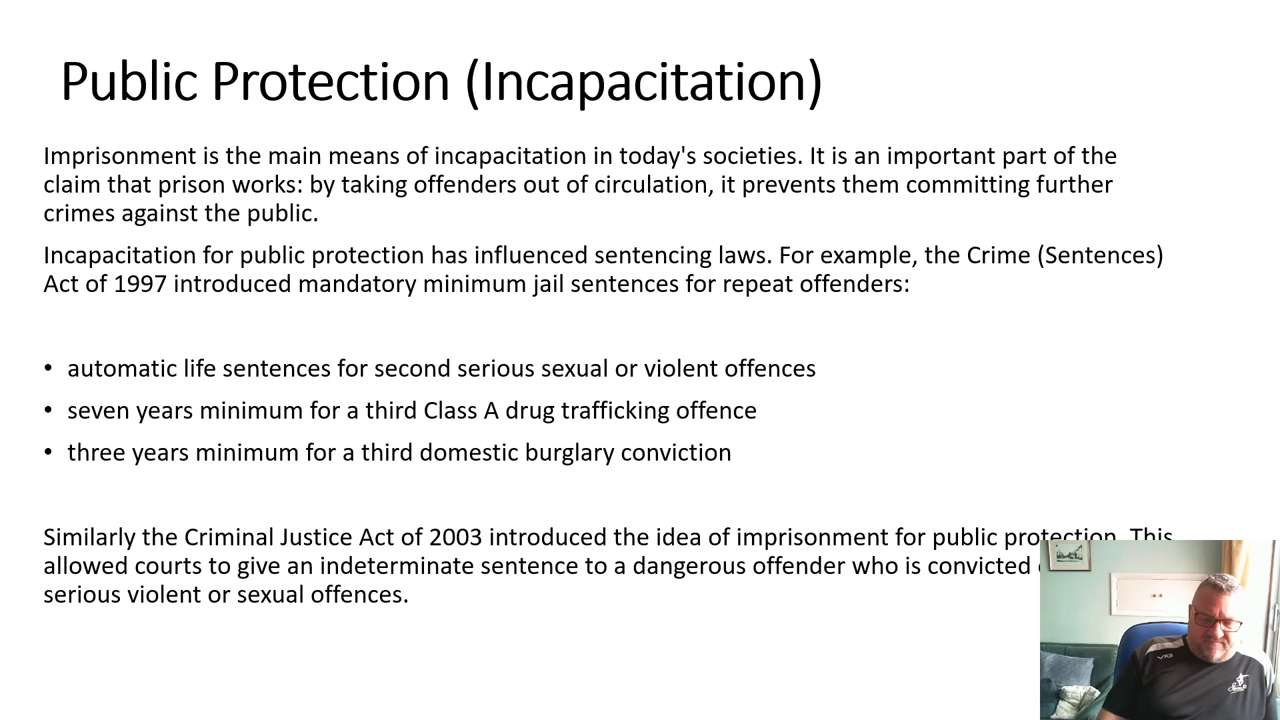 Public Protection (Incapacitation)
Imprisonment is the main means of incapacitation in today's societies. It is an important part of the
claim that prison works: by taking offenders out of circulation, it prevents them committing further
crimes against the public.
Incapacitation for public protection has influenced sentencing laws. For example, the Crime (Sentences)
Act of 1997 introduced mandatory minimum jail sentences for repeat offenders:
• automatic life sentences for second serious sexual or violent offences
• seven years minimum for a third Class A drug trafficking offence
• three years minimum for a third domestic burglary conviction
Similarly the Criminal Justice Act of 2003 introduced the idea of imprisonment for public protection. This
allowed courts to give an indeterminate sentence to a dangerous offender who is convicted
serious violent or sexual offences.
VX3